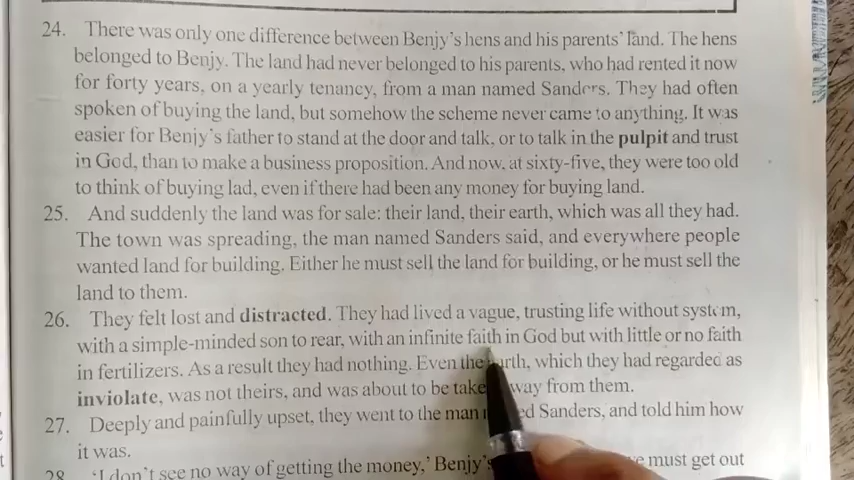 24. There was only one difference between Benjy's hens and his parents' land. The hens
belonged to Benjy. The land had never belonged to his parents, who had rented it now
for forty years, on a yearly tenancy, from a man named Sanders. They had often
spoken of buying the land, but somehow the scheme never came to anything. It was
easier for Benjy's father to stand at the door and talk, or to talk in the pulpit and trust
in God, than to make a business proposition. And now, at sixty-five, they were too old
to think of buying lad, even if there had been any money for buying land.
25. And suddenly the land was for sale: their land, their earth, which was all they had.
The town was spreading, the man named Sanders said, and everywhere people
wanted land for building. Either he must sell the land for building, or he must sell the
land to them.
26. They felt lost and distracted. They had lived a vague, trusting life without system,
with a simple-minded son to rear, with an infinite faith in God but with little or no faith
in fertilizers. As a result they had nothing. Even the which they had regarded as
inviolate, was not theirs, and was about to be from them.
27. Deeply and painfully upset, they went to the man Sanders, and told him how
it was.
28. 'I don't see no way of getting the money,' must get out